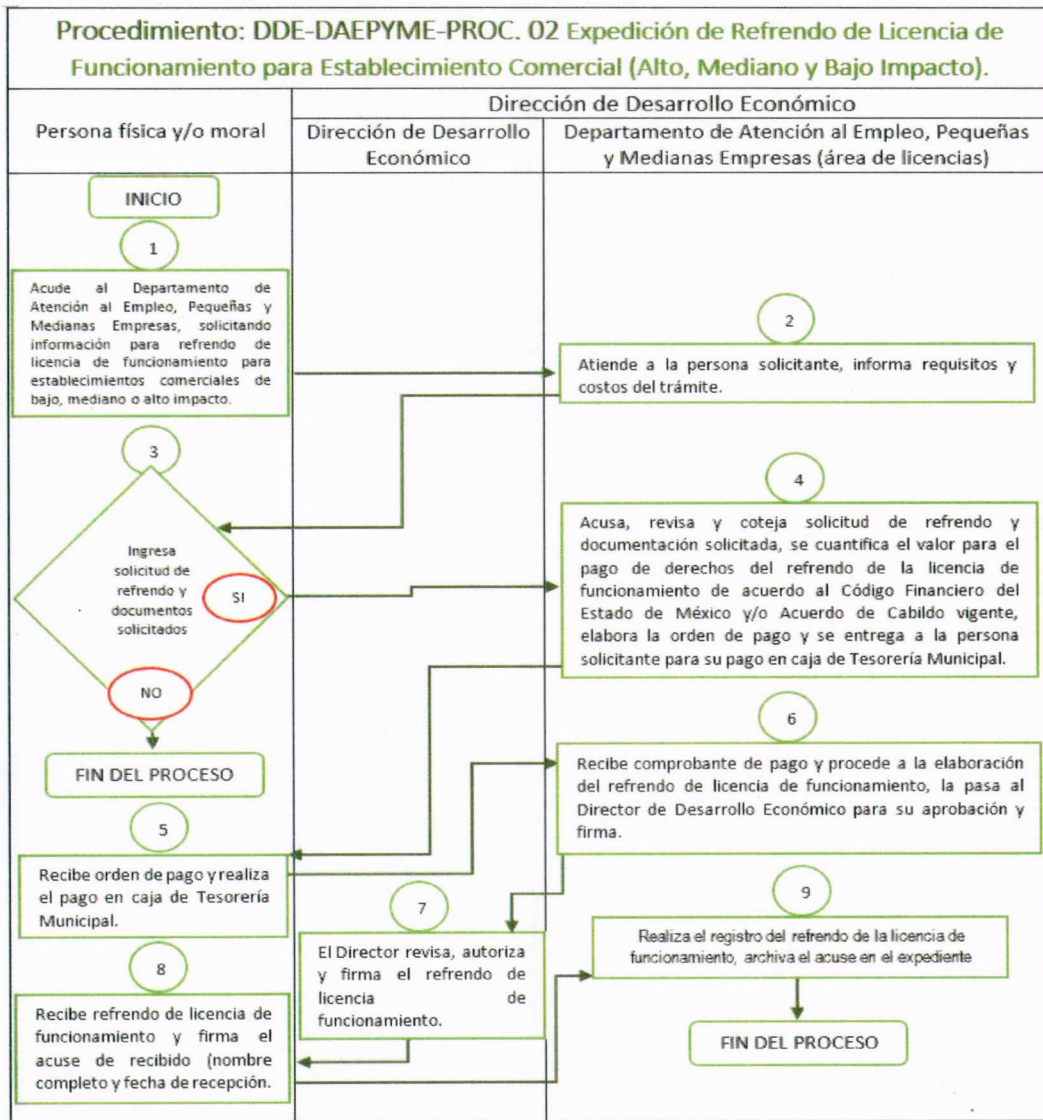 Procedimiento: DDE-DAEPYME-PROC. 02 Expedición de Refrendo de Licencia de
Funcionamiento para Establecimiento Comercial (Alto, Mediano y Bajo Impacto).
Persona física y/o moral
Dirección de Desarrollo Económico
Dirección de Desarrollo
Económico
Departamento de Atención al Empleo, Pequeñas
y Medianas Empresas (área de licencias)
INICIO
1
Acude al Departamento de
Atención al Empleo, Pequeñas y
Medianas Empresas, solicitando
información para refrendo de
licencia de funcionamiento para
establecimientos comerciales de
bajo, mediano o alto impacto.
2
Atiende a la persona solicitante, informa requisitos y
costos del trámite.
3
Ingresa
solicitud de
refrendo y
documentos
solicitados
SI
NO
FIN DEL PROCESO
4
Acusa, revisa y coteja solicitud de refrendo y
documentación solicitada, se cuantifica el valor para el
pago de derechos del refrendo de la licencia de
funcionamiento de acuerdo al Código Financiero del
Estado de México y/o Acuerdo de Cabildo vigente,
elabora la orden de pago y se entrega a la persona
solicitante para su pago en caja de Tesorería Municipal.
5
Recibe orden de pago y realiza
el pago en caja de Tesorería
Municipal.
6
Recibe comprobante de pago y procede a la elaboración
del refrendo de licencia de funcionamiento, la pasa al
Director de Desarrollo Económico para su aprobación y
firma.
7
El Director revisa, autoriza
y firma el refrendo de
licencia de
funcionamiento.
8
Recibe refrendo de licencia de
funcionamiento y firma el
acuse de recibido (nombre
completo y fecha de recepción.
9
Realiza el registro del refrendo de la licencia de
funcionamiento, archiva el acuse en el expediente
FIN DEL PROCESO